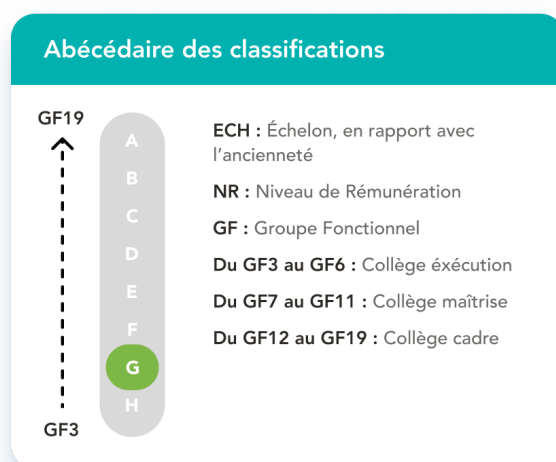 Abécédaire des classifications
GF19
A
B
C
D
E
F
G
H
GF3
ECH : Échelon, en rapport avec
l'ancienneté
NR : Niveau de Rémunération
GF : Groupe Fonctionnel
Du GF3 au GF6 : Collège éxécution
Du GF7 au GF11 : Collège maîtrise
Du GF12 au GF19 : Collège cadre